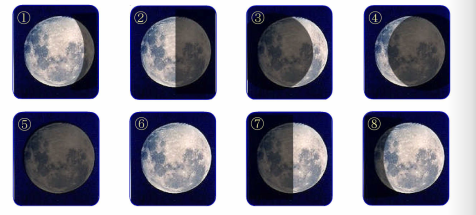 ① ② ③ ④
⑤ ⑥ ⑦ ⑧